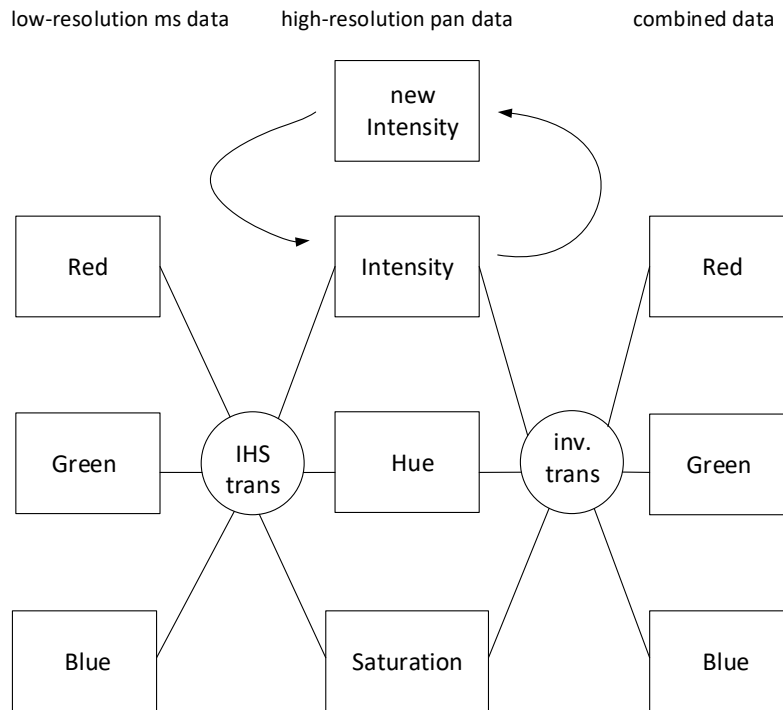 low-resolution ms data
high-resolution pan data
combined data
new
Intensity
Red
Intensity
Red
Green
IHS
trans
Hue
inv.
trans
Green
Blue
Saturation
Blue